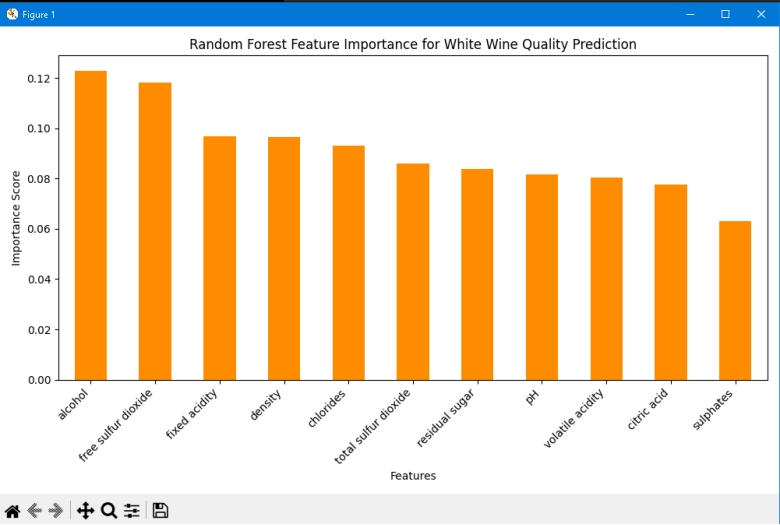 Figure 1
Random Forest Feature Importance for White Wine Quality Prediction
Importance Score
0.12
0.10
0.08
0.06
0.04
0.02
0.00
alcohol
free sulfur dioxide
fixed acidity
density
chlorides
total sulfur dioxide
residual sugar
pH
volatile acidity
citric acid
sulphates
Features